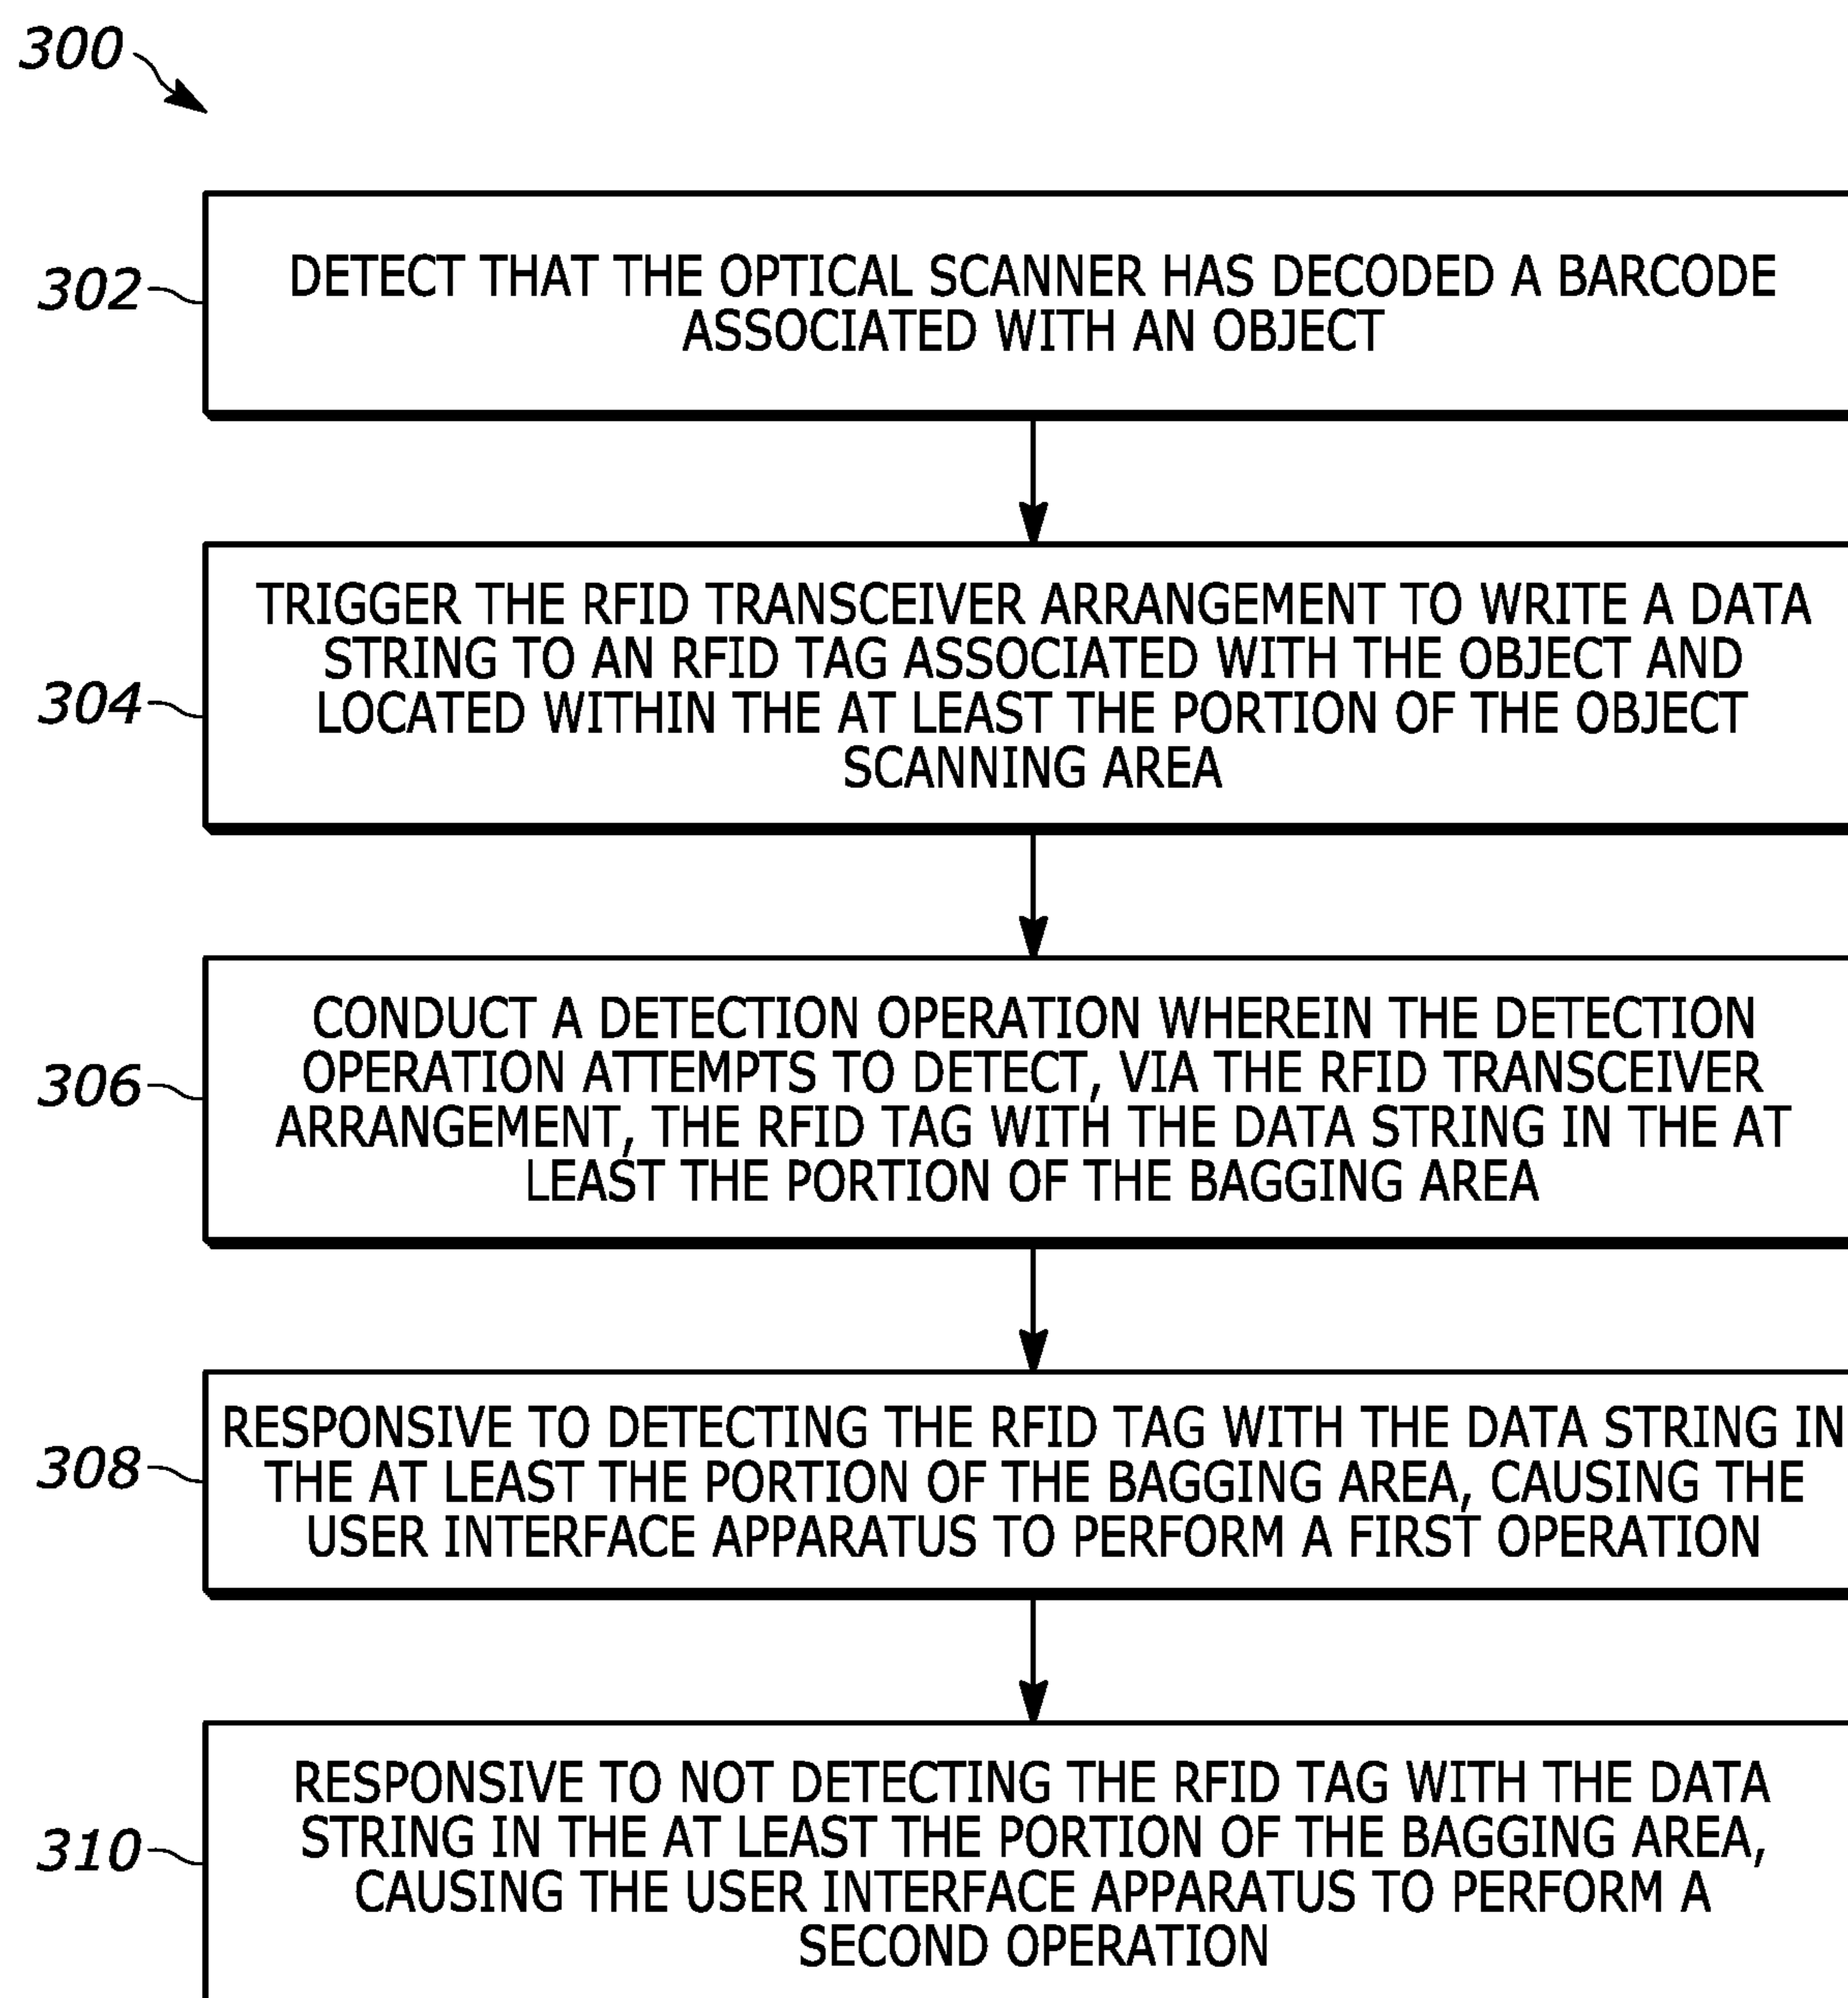 300
302
DETECT THAT THE OPTICAL SCANNER HAS DECODED A BARCODE
ASSOCIATED WITH AN OBJECT
304
TRIGGER THE RFID TRANSCEIVER ARRANGEMENT TO WRITE A DATA
STRING TO AN RFID TAG ASSOCIATED WITH THE OBJECT AND
LOCATED WITHIN THE AT LEAST THE PORTION OF THE OBJECT
SCANNING AREA
306
CONDUCT A DETECTION OPERATION WHEREIN THE DETECTION
OPERATION ATTEMPTS TO DETECT, VIA THE RFID TRANSCEIVER
ARRANGEMENT, THE RFID TAG WITH THE DATA STRING IN THE AT
LEAST THE PORTION OF THE BAGGING AREA
308
RESPONSIVE TO DETECTING THE RFID TAG WITH THE DATA STRING IN
THE AT LEAST THE PORTION OF THE BAGGING AREA, CAUSING THE
USER INTERFACE APPARATUS TO PERFORM A FIRST OPERATION
310
RESPONSIVE TO NOT DETECTING THE RFID TAG WITH THE DATA
STRING IN THE AT LEAST THE PORTION OF THE BAGGING AREA,
CAUSING THE USER INTERFACE APPARATUS TO PERFORM A
SECOND OPERATION